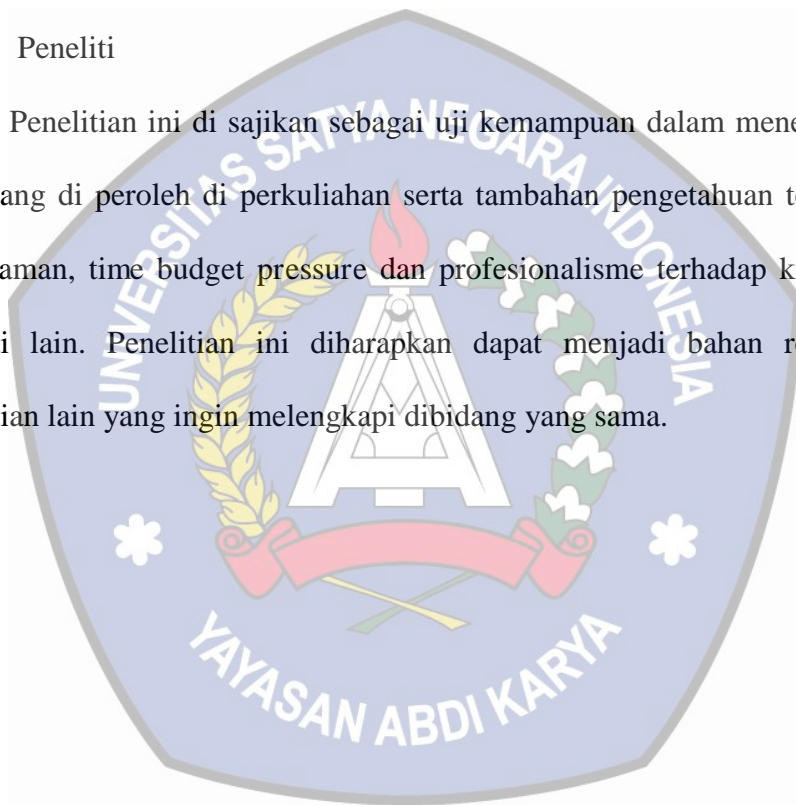 Peneliti
Penelitian ini di sajikan sebagai uji kemampuan dalam mene
ang di peroleh di perkuliahan serta tambahan pengetahuan t
aman, time budget pressure dan profesionalisme terhadap k
i lain. Penelitian ini diharapkan dapat menjadi bahan r
ian lain yang ingin melengkapi dibidang yang sama.
UNIVERSITAS SATYA NEGARA INDONESIA
YAYASAN ABDI KARYA